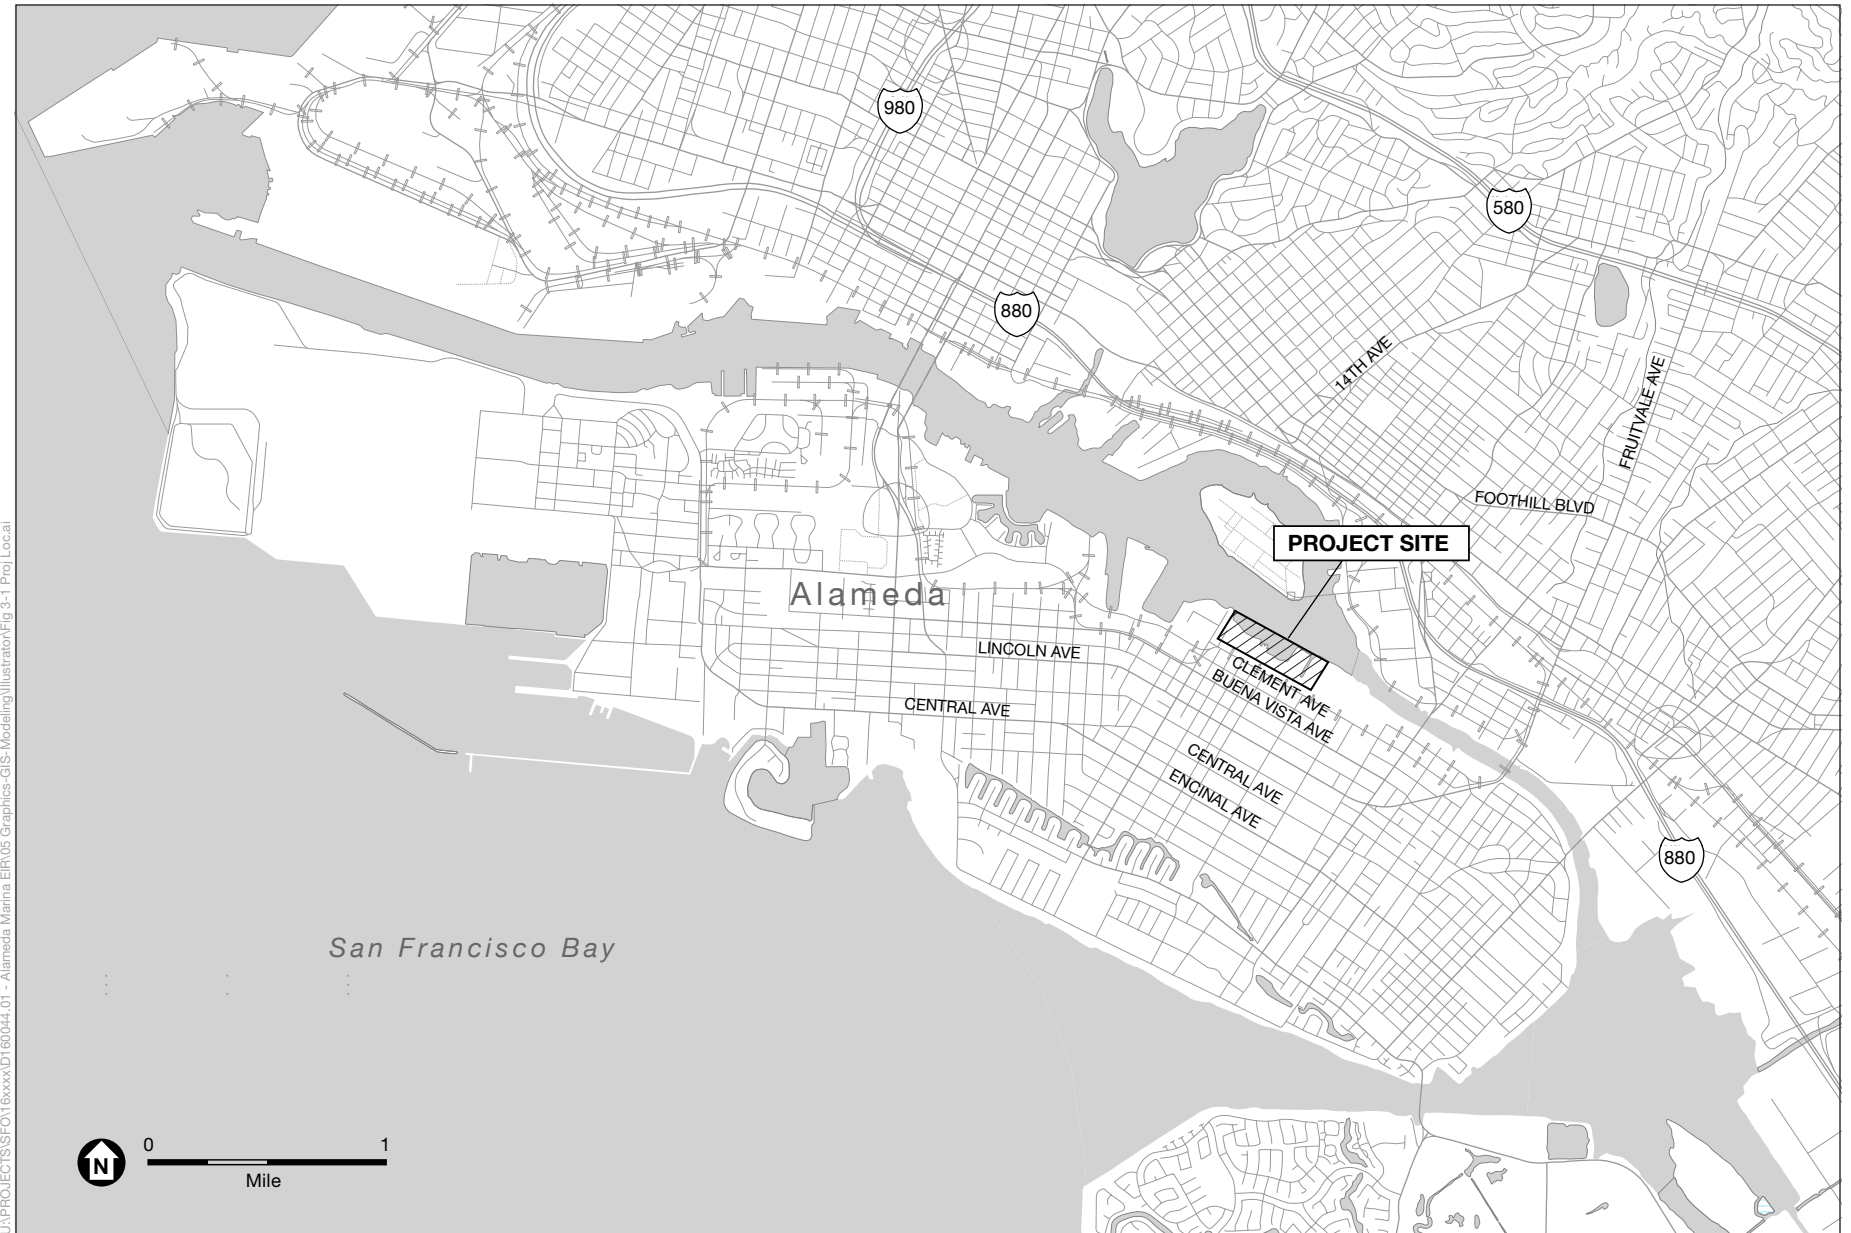 980
580
880
14TH AVE
FRUITVALE AVE
FOOTHILL BLVD
PROJECT SITE
Alameda
LINCOLN AVE
CLEMENT AVE
BUENA VISTA AVE
CENTRAL AVE
CENTRAL AVE
ENCINAL AVE
880
San Francisco Bay
N
0 1
Mile
U:\PROJECTS\SFO\16xxxx\D160044.01 - Alameda Marina EIR\05 Graphics-GIS-Modeling\Illustrator\Fig 3-1 Proj Loc.ai